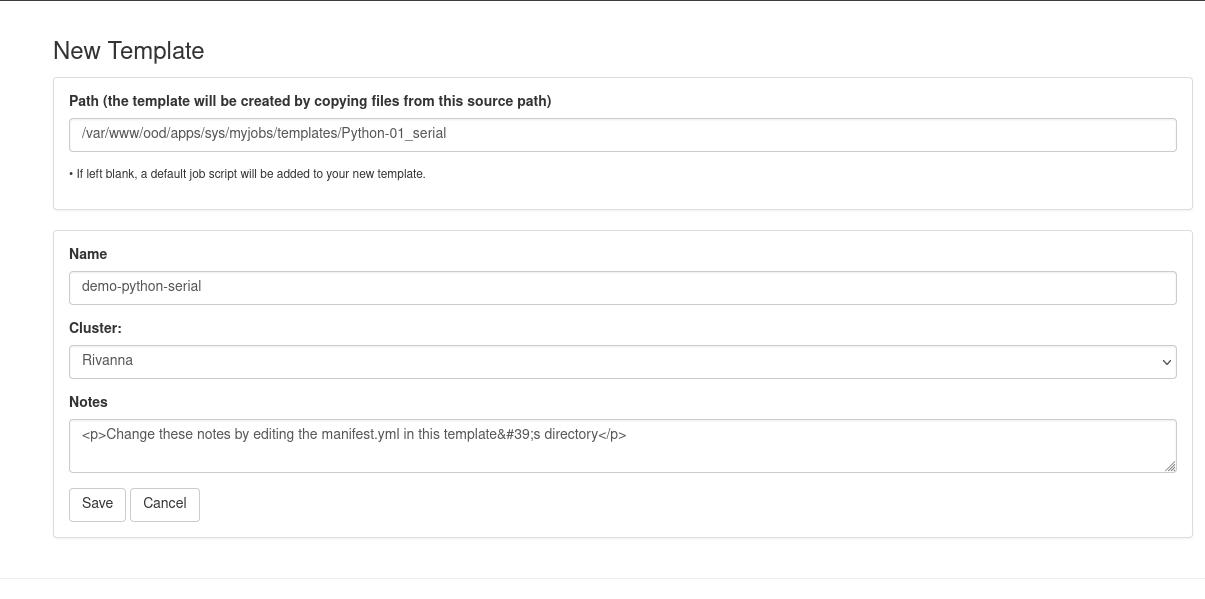 New Template
Path (the template will be created by copying files from this source path)
/var/www/ood/apps/sys/myjobs/templates/Python-01_serial
• If left blank, a default job script will be added to your new template.
Name
demo-python-serial
Cluster:
Rivanna
Notes
<p>Change these notes by editing the manifest.yml in this template&#39;s directory</p>
Save Cancel